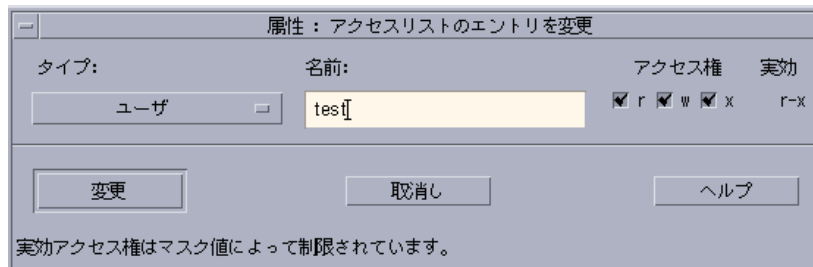 属性 : アクセスリストのエントリを変更
タイプ: 名前: アクセス権 実効
ユーザ test r w x r-x
変更 取消し ヘルプ
実効アクセス権はマスク値によって制限されています。